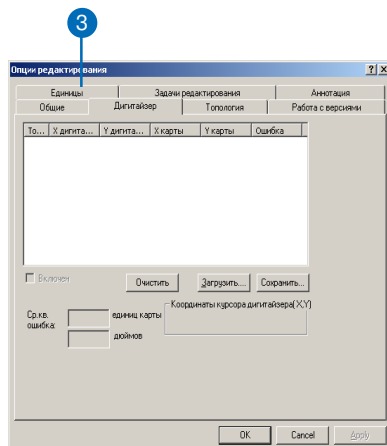 3
Опции редактирования
Единицы Задачи редактирования Аннотация
Общие Дигитайзер Топология Работа с версиями
То... X дигита... Y дигита... X карты Y карты Ошибка
Включен Очистить Загрузить.... Сохранить...
Координаты курсора дигитайзера(X,Y)
Ср.кв. ошибка: единиц карты
дюймов
OK Cancel Apply